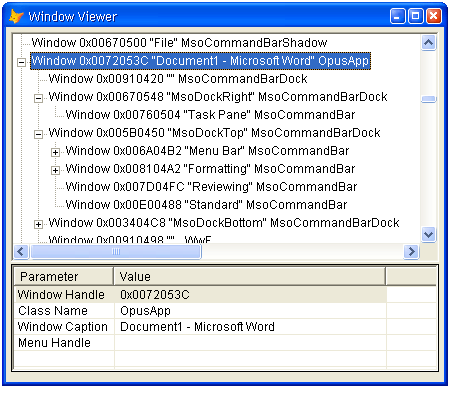 Window Viewer
Window 0x00670500 "File" MsoCommandBarShadow
Window 0x0072053C "Document1 - Microsoft Word" OpusApp
Window 0x00910420 "" MsoCommandBarDock
Window 0x00670548 "MsoDockRight" MsoCommandBarDock
Window 0x00760504 "Task Pane" MsoCommandBar
Window 0x005B0450 "MsoDockTop" MsoCommandBarDock
Window 0x006A04B2 "Menu Bar" MsoCommandBar
Window 0x008104A2 "Formatting" MsoCommandBar
Window 0x007D04FC "Reviewing" MsoCommandBar
Window 0x00E00488 "Standard" MsoCommandBar
Window 0x003404C8 "MsoDockBottom" MsoCommandBarDock
Window 0x00910498 "" _WwF
Parameter Value
Window Handle 0x0072053C
Class Name OpusApp
Window Caption Document1 - Microsoft Word
Menu Handle